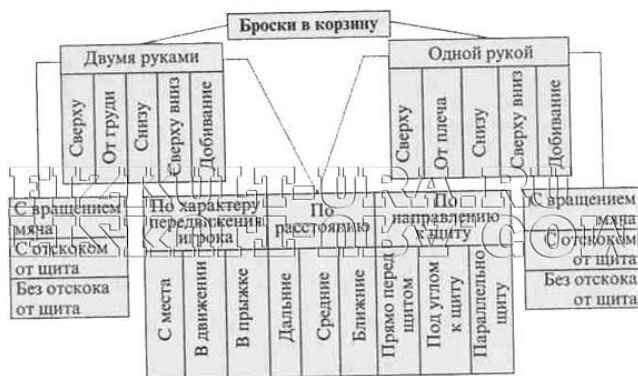 Броски в корзину
Двумя руками
Одной рукой
Сверху
От груди
Снизу
Сверху вниз
Добивание
Сверху
От плеча
Снизу
Сверху вниз
Добивание
С вращением
мяча
С отскоком
от щита
Без отскока
от щита
По характеру
передвижения
игрока
По
расстоянию
По
направлению
к щиту
С вращением
мяча
С отскоком
от щита
Без отскока
от щита
С места
В движении
В прыжке
Дальние
Средние
Ближние
Прямо перед
щитом
Под углом
к щиту
Параллельно
щиту